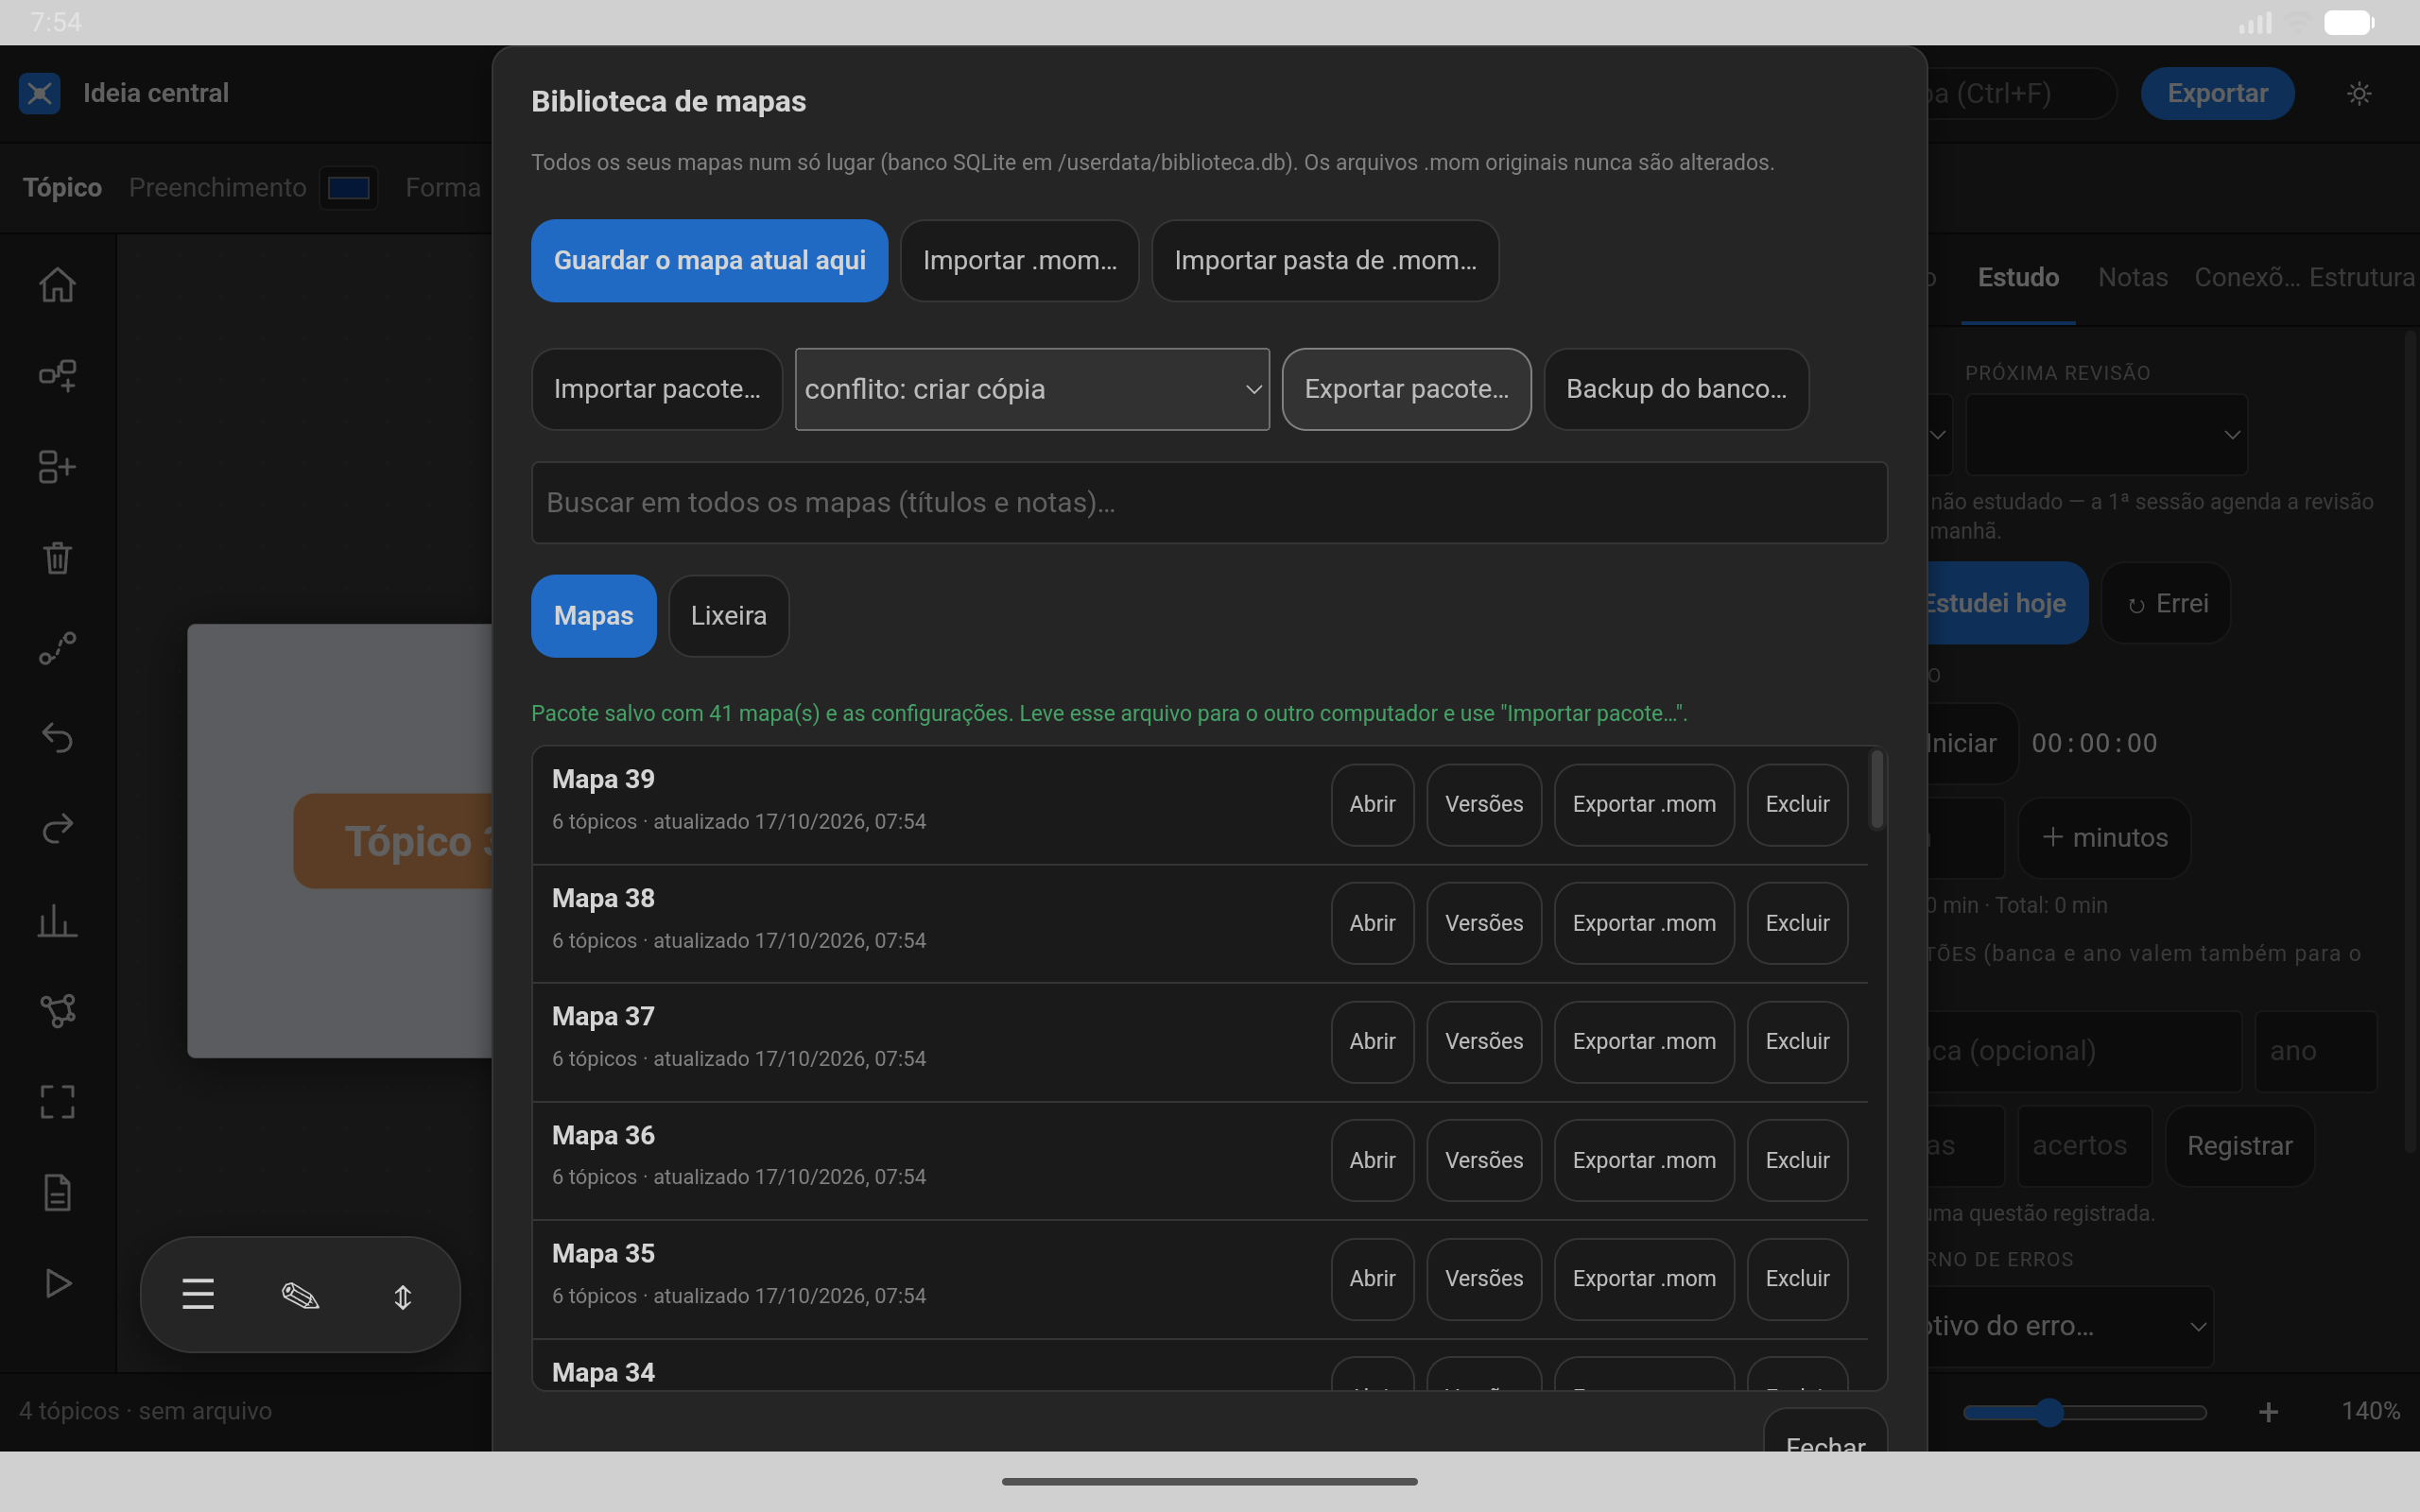 7:54
Ideia central
Biblioteca de mapas
(Ctrl+F)
Exportar
Todos os seus mapas num só lugar (banco SQLite em /userdata/biblioteca.db). Os arquivos .mom originais nunca são alterados.
Tópico
Preenchimento
Forma
Guardar o mapa atual aqui
Importar .mom...
Importar pasta de .mom...
Estudo
Notas
Conexõ...
Estrutura
Importar pacote...
conflito: criar cópia
Exportar pacote...
Backup do banco...
PRÓXIMA REVISÃO
Buscar em todos os mapas (títulos e notas)...
não estudado — a 1ª sessão agenda a revisão
Mapas
Lixeira
Estudei hoje
↻ Errei
Pacote salvo com 41 mapa(s) e as configurações. Leve esse arquivo para o outro computador e use "Importar pacote...".
Iniciar
00:00:00
Mapa 39
6 tópicos · atualizado 17/10/2026, 07:54
Abrir
Versões
Exportar .mom
Excluir
+ minutos
Tópico
Mapa 38
6 tópicos · atualizado 17/10/2026, 07:54
Abrir
Versões
Exportar .mom
Excluir
0 min · Total: 0 min
(banca e ano valem também para o
Mapa 37
6 tópicos · atualizado 17/10/2026, 07:54
Abrir
Versões
Exportar .mom
Excluir
(opcional)
ano
Mapa 36
6 tópicos · atualizado 17/10/2026, 07:54
Abrir
Versões
Exportar .mom
Excluir
acertos
Registrar
questão registrada.
Mapa 35
6 tópicos · atualizado 17/10/2026, 07:54
Abrir
Versões
Exportar .mom
Excluir
DE ERROS
do erro...
Mapa 34
4 tópicos · sem arquivo
Fechar
+
140%